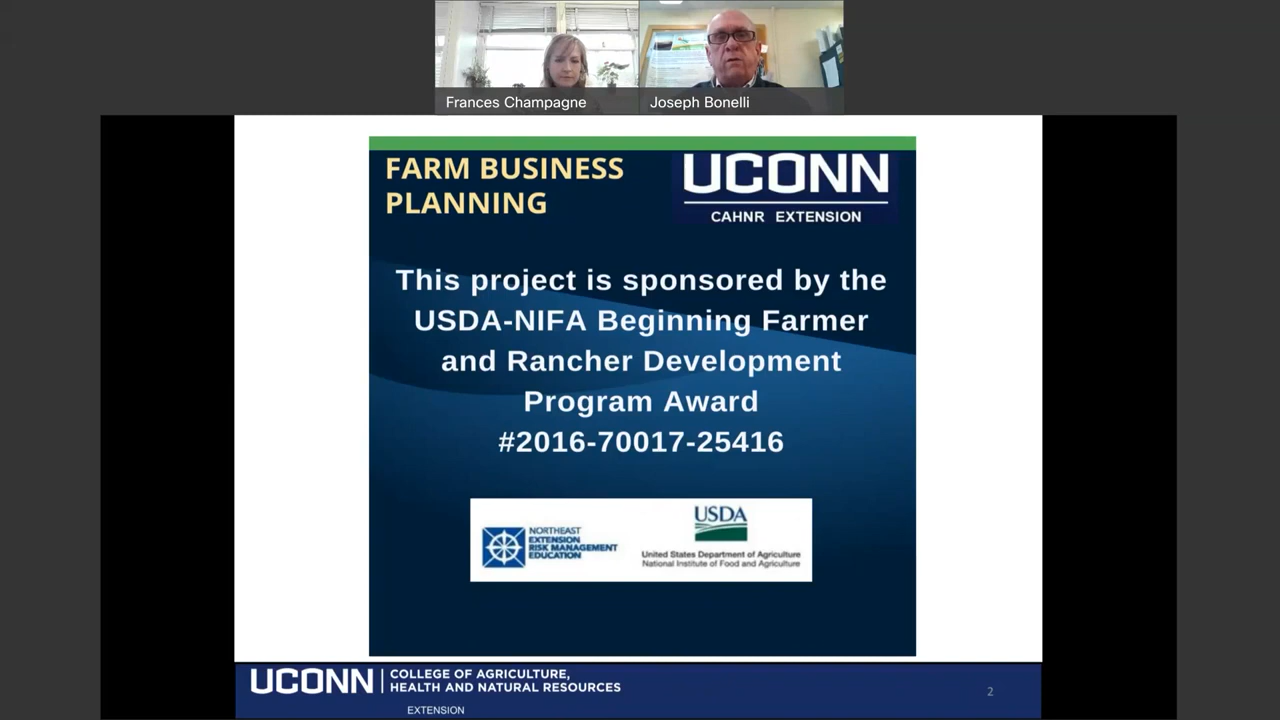 Frances Champagne
Joseph Bonelli
FARM BUSINESS
PLANNING
UCONN
CAHNR EXTENSION
This project is sponsored by the
USDA-NIFA Beginning Farmer
and Rancher Development
Program Award
#2016-70017-25416
NORTHEAST
EXTENSION
RISK MANAGEMENT
EDUCATION
USDA
United States Department of Agriculture
National Institute of Food and Agriculture
UCONN
COLLEGE OF AGRICULTURE,
HEALTH AND NATURAL RESOURCES
EXTENSION
2